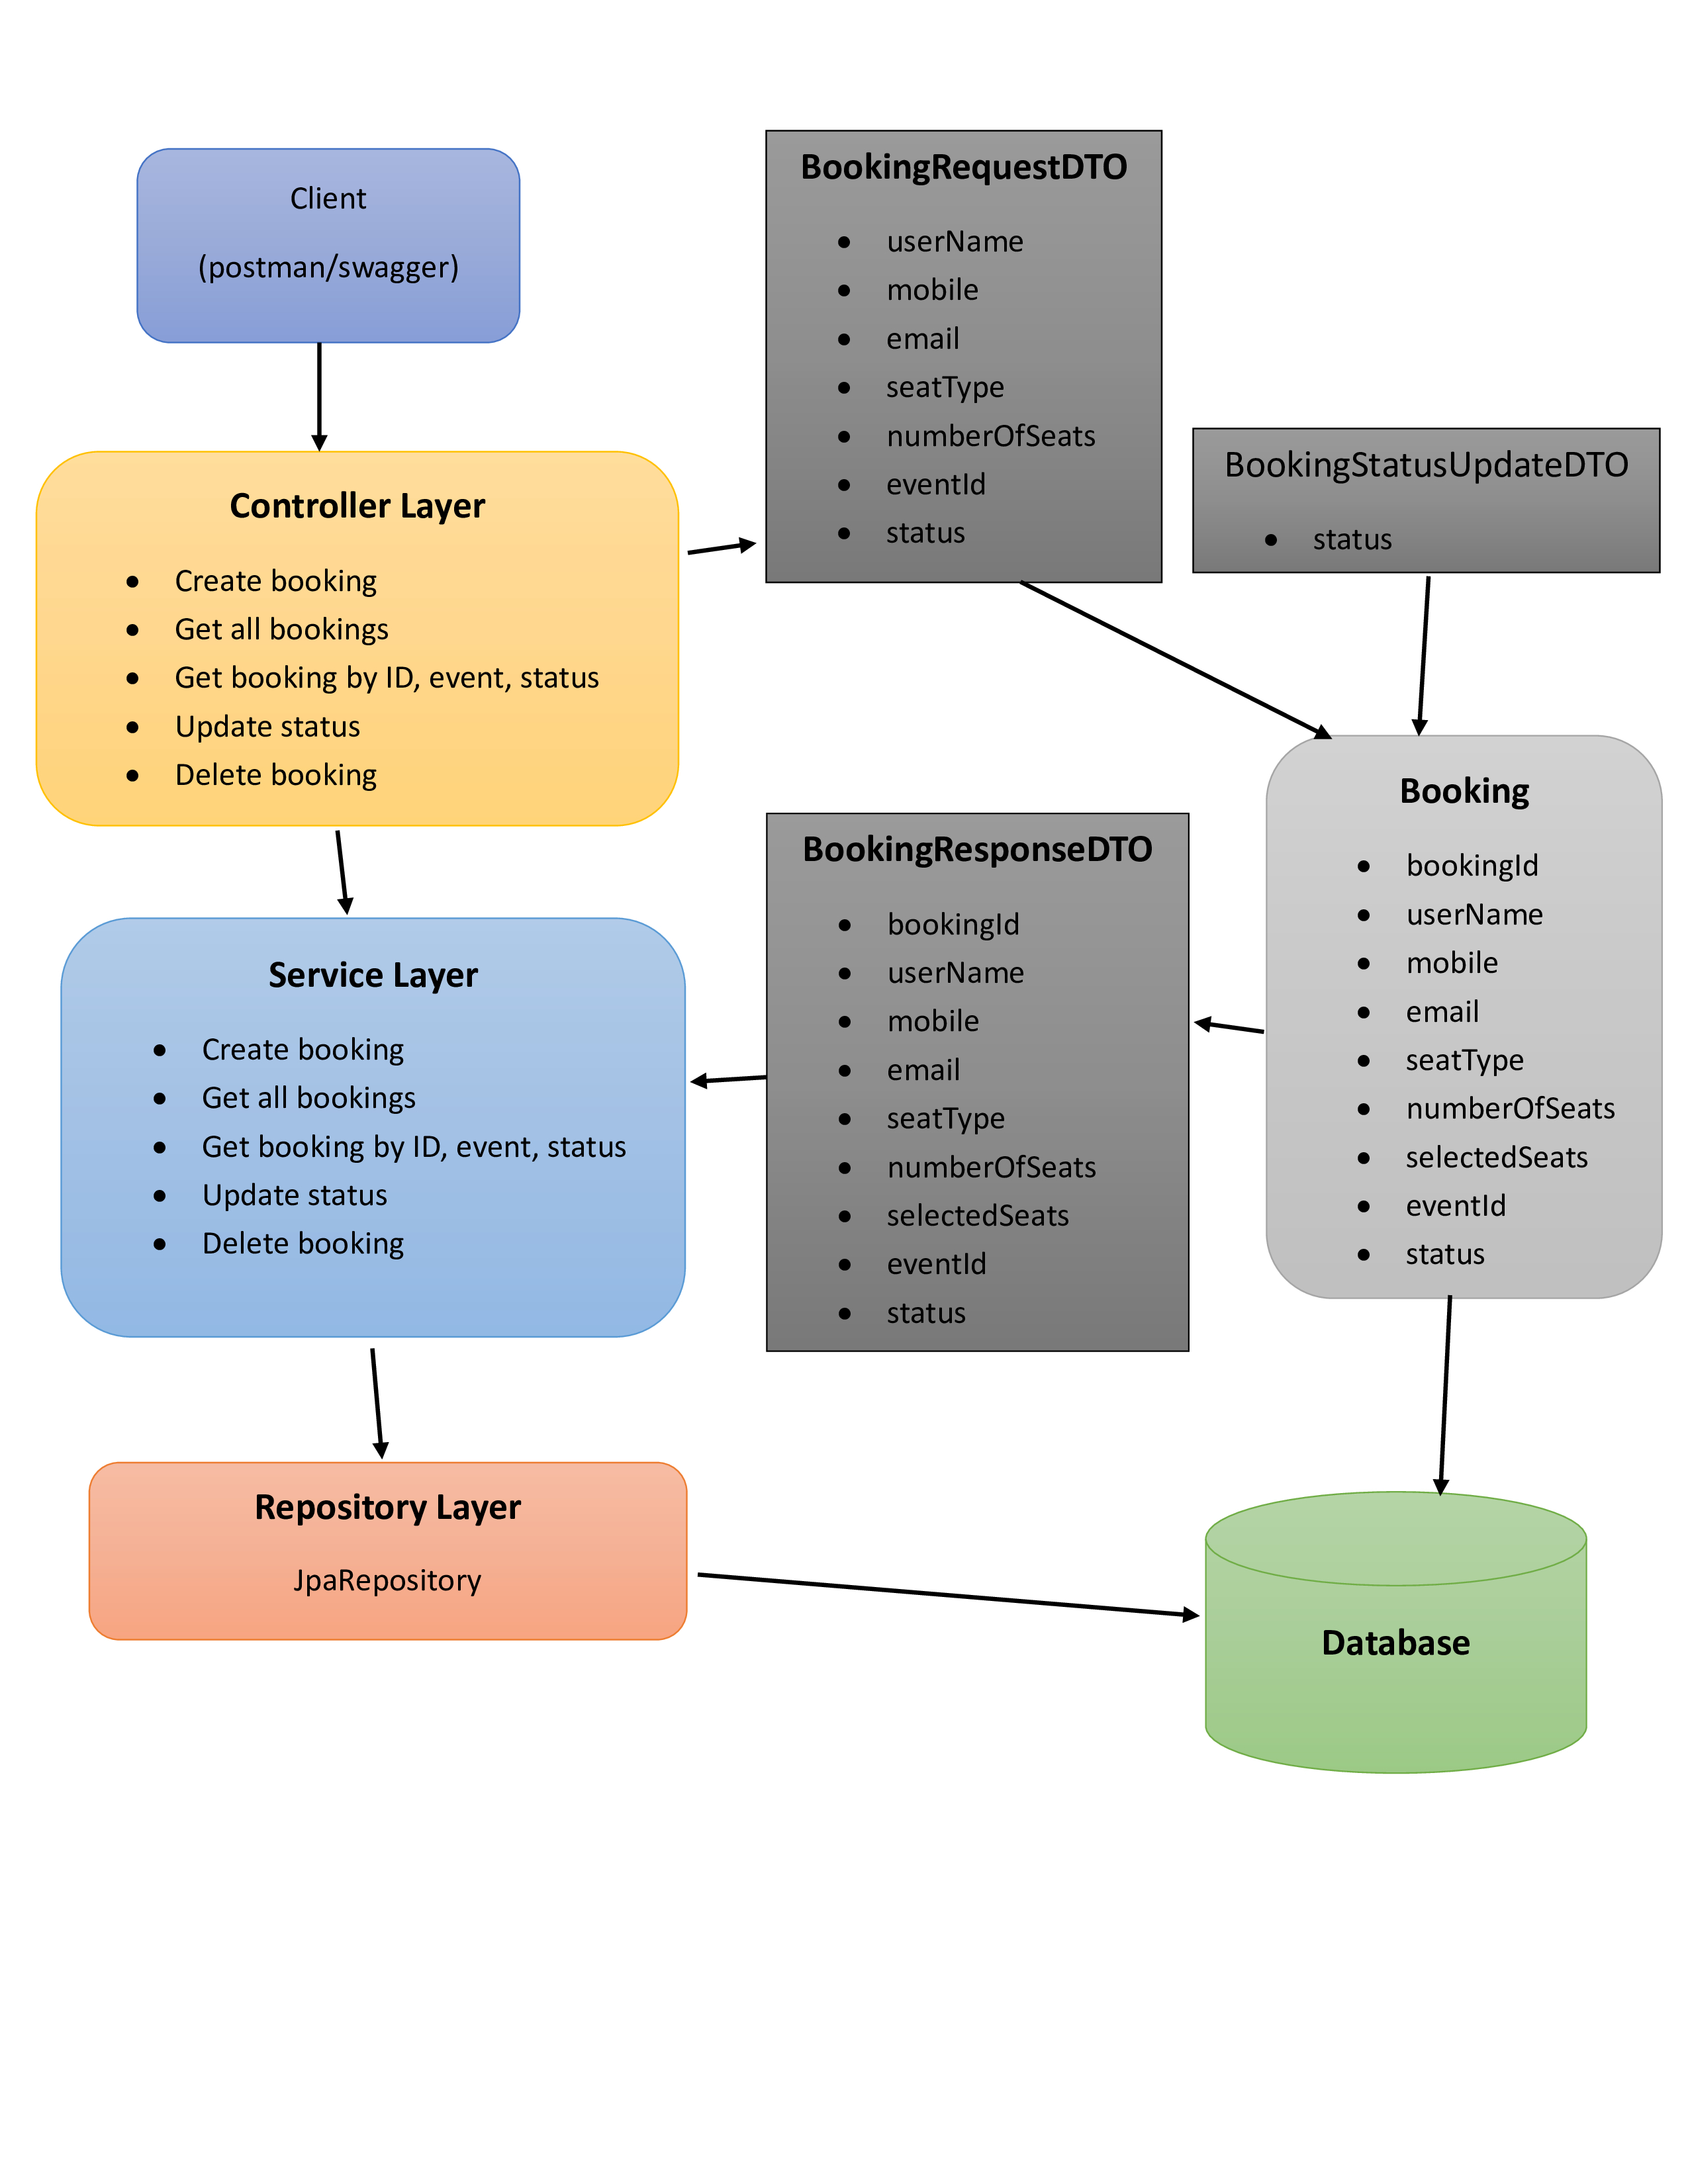 Client
(postman/swagger)
Controller Layer
• Create booking
• Get all bookings
• Get booking by ID, event, status
• Update status
• Delete booking
BookingRequestDTO
• userName
• mobile
• email
• seatType
• numberOfSeats
• eventId
• status
BookingStatusUpdateDTO
• status
Booking
• bookingId
• userName
• mobile
• email
• seatType
• numberOfSeats
• selectedSeats
• eventId
• status
BookingResponseDTO
• bookingId
• userName
• mobile
• email
• seatType
• numberOfSeats
• selectedSeats
• eventId
• status
Service Layer
• Create booking
• Get all bookings
• Get booking by ID, event, status
• Update status
• Delete booking
Repository Layer
JpaRepository
Database